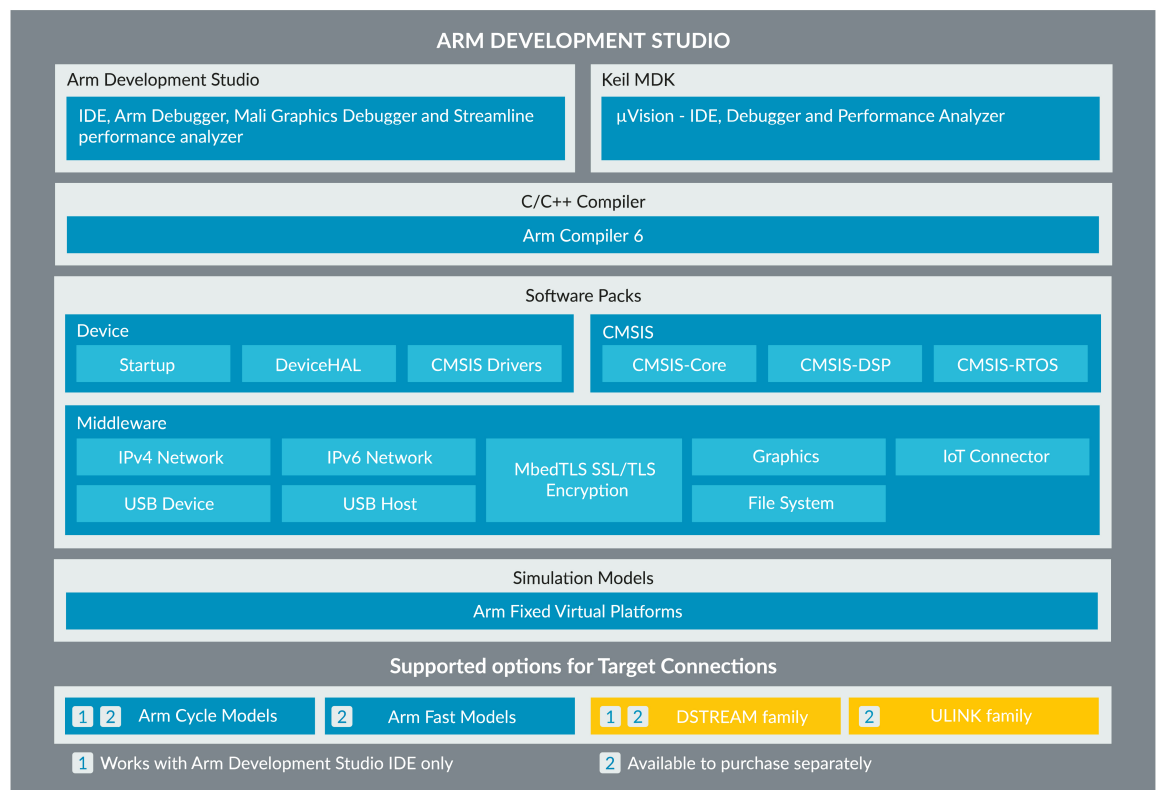 ARM DEVELOPMENT STUDIO
Arm Development Studio
IDE, Arm Debugger, Mali Graphics Debugger and Streamline
performance analyzer
Keil MDK
µVision - IDE, Debugger and Performance Analyzer
C/C++ Compiler
Arm Compiler 6
Software Packs
Device
Startup
DeviceHAL
CMSIS Drivers
CMSIS
CMSIS-Core
CMSIS-DSP
CMSIS-RTOS
Middleware
IPv4 Network
IPv6 Network
MbedTLS SSL/TLS
Encryption
Graphics
IoT Connector
USB Device
USB Host
File System
Simulation Models
Arm Fixed Virtual Platforms
Supported options for Target Connections
1 2 Arm Cycle Models
2 Arm Fast Models
1 2 DSTREAM family
2 ULINK family
1 Works with Arm Development Studio IDE only
2 Available to purchase separately